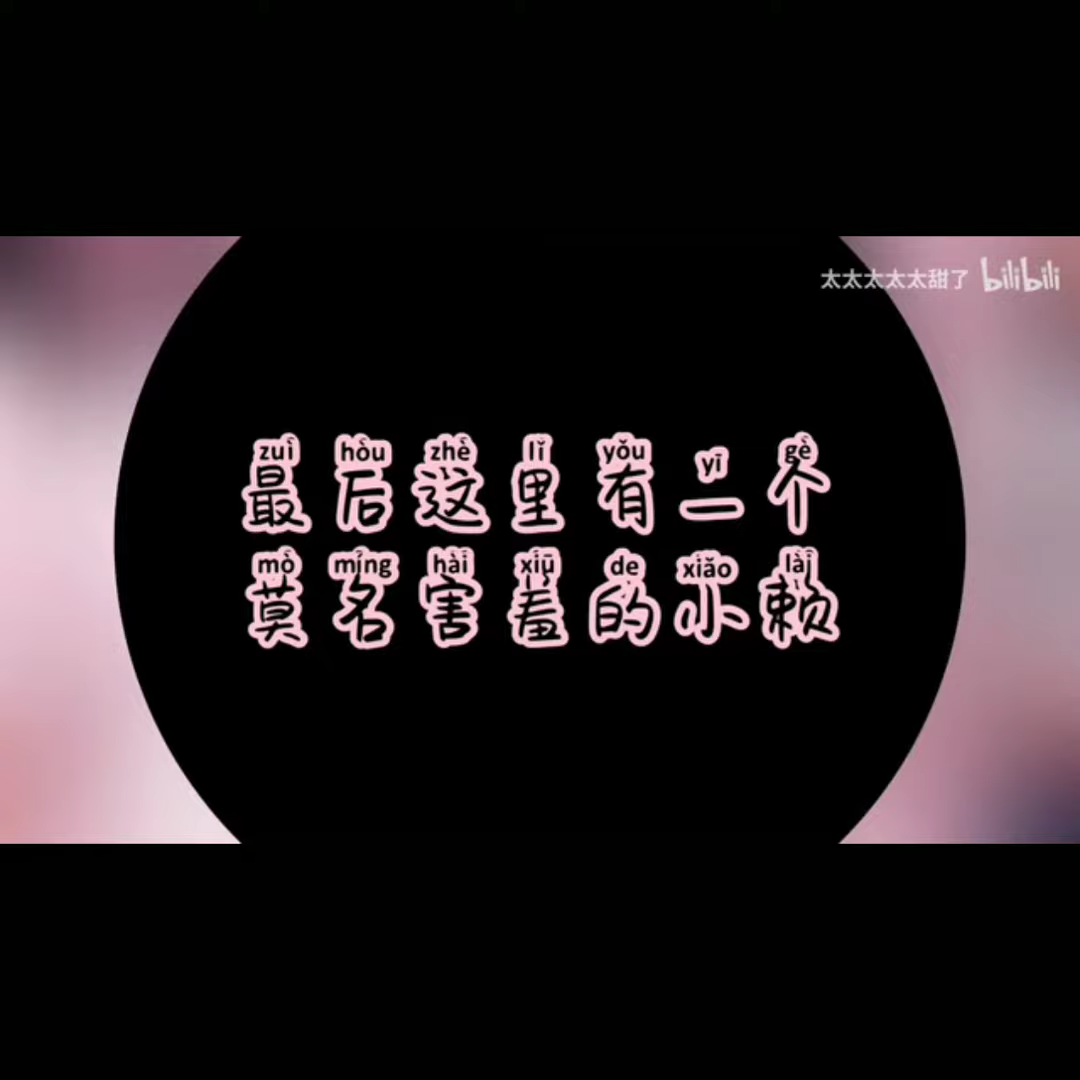 太太太太太甜了 bilibili
zuì hòu zhè lǐ yǒu yī gè
最后这里有一个
mò míng hài xiū de xiǎo lài
莫名害羞的小赖